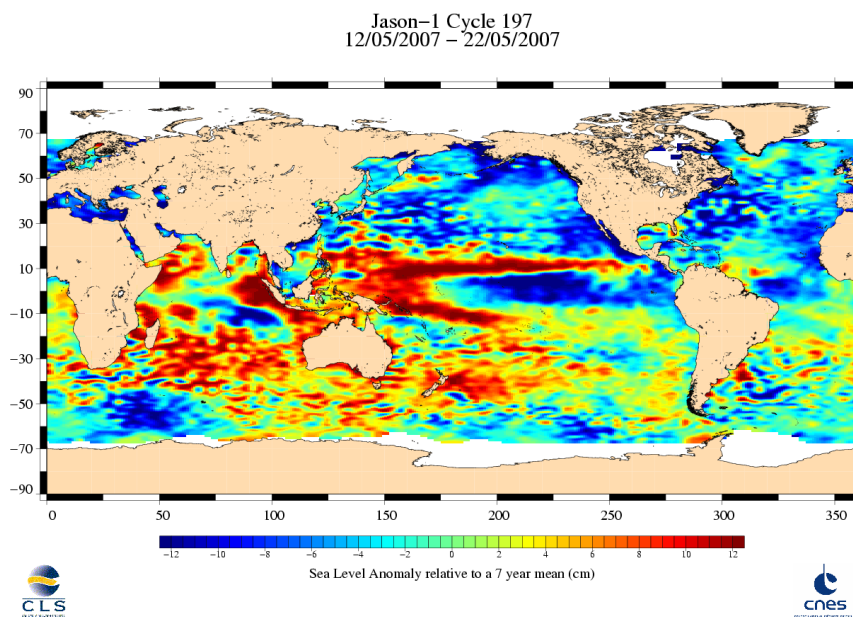 Jason-1 Cycle 197
12/05/2007 – 22/05/2007
90
70
50
30
10
-10
-30
-50
-70
-90
0 50 100 150 200 250 300 350
-12 -10 -8 -6 -4 -2 0 2 4 6 8 10 12
Sea Level Anomaly relative to a 7 year mean (cm)
CLS
cnes